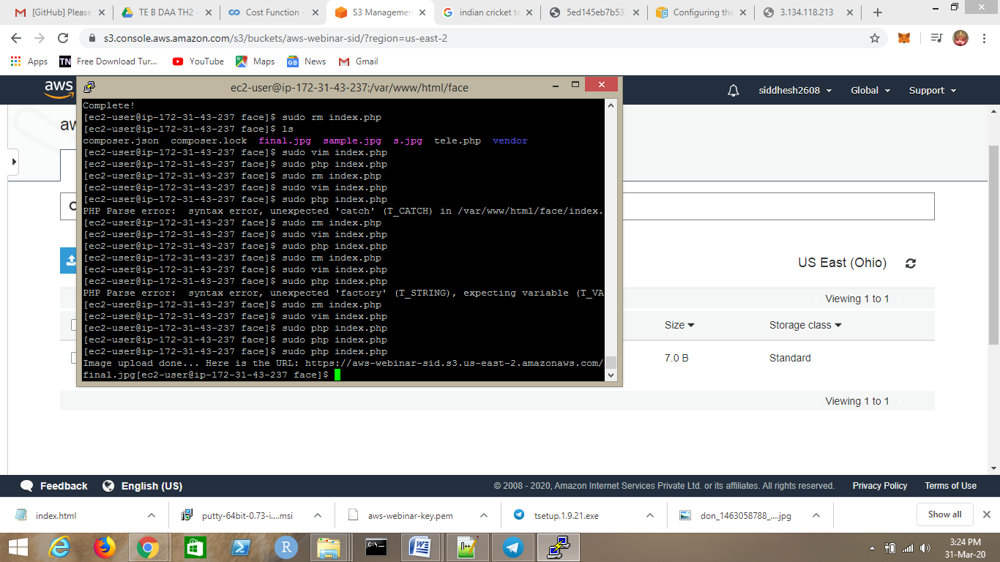 [GitHub] Please
TE B DAA TH2 -
Cost Function -
S3 Managemen
indian cricket te
5ed145eb7b53
Configuring the
3.134.118.213
s3.console.aws.amazon.com/s3/buckets/aws-webinar-sid/?region=us-east-2
Apps
Free Download Tur...
YouTube
Maps
News
Gmail
aws
siddhesh2608
Global
Support
ec2-user@ip-172-31-43-237:/var/www/html/face
Complete!
[ec2-user@ip-172-31-43-237 face]$ sudo rm index.php
[ec2-user@ip-172-31-43-237 face]$ ls
composer.json  composer.lock  final.jpg  sample.jpg  s.jpg  tele.php  vendor
[ec2-user@ip-172-31-43-237 face]$ sudo vim index.php
[ec2-user@ip-172-31-43-237 face]$ sudo php index.php
[ec2-user@ip-172-31-43-237 face]$ sudo rm index.php
[ec2-user@ip-172-31-43-237 face]$ sudo vim index.php
[ec2-user@ip-172-31-43-237 face]$ sudo php index.php
PHP Parse error:  syntax error, unexpected 'catch' (T_CATCH) in /var/www/html/face/index.
[ec2-user@ip-172-31-43-237 face]$ sudo rm index.php
[ec2-user@ip-172-31-43-237 face]$ sudo vim index.php
[ec2-user@ip-172-31-43-237 face]$ sudo php index.php
[ec2-user@ip-172-31-43-237 face]$ sudo rm index.php
[ec2-user@ip-172-31-43-237 face]$ sudo vim index.php
[ec2-user@ip-172-31-43-237 face]$ sudo php index.php
PHP Parse error:  syntax error, unexpected 'factory' (T_STRING), expecting variable (T_VA
[ec2-user@ip-172-31-43-237 face]$ sudo rm index.php
[ec2-user@ip-172-31-43-237 face]$ sudo vim index.php
[ec2-user@ip-172-31-43-237 face]$ sudo php index.php
[ec2-user@ip-172-31-43-237 face]$ sudo php index.php
[ec2-user@ip-172-31-43-237 face]$ sudo php index.php
Image upload done... Here is the URL: https://aws-webinar-sid.s3.us-east-2.amazonaws.com/
final.jpg[ec2-user@ip-172-31-43-237 face]$
aw
US East (Ohio)
Viewing 1 to 1
Size
Storage class
7.0 B
Standard
Viewing 1 to 1
Feedback
English (US)
© 2008 - 2020, Amazon Internet Services Private Ltd. or its affiliates. All rights reserved.
Privacy Policy
Terms of Use
index.html
putty-64bit-0.73-i....msi
aws-webinar-key.pem
tsetup.1.9.21.exe
don_1463058788_....jpg
Show all
3:24 PM
31-Mar-20